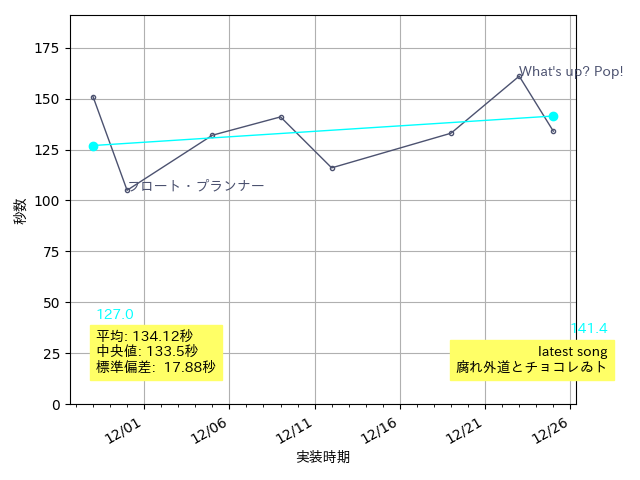 175
What's up? Pop!
150
125
フロート・プランナー
100
秒数
75
50
127.0
141.4
平均: 134.12秒
中央値: 133.5秒
標準偏差: 17.88秒
25
latest song
腐れ外道とチョコレゐト
0
12/01
12/06
12/11
12/16
12/21
12/26
実装時期